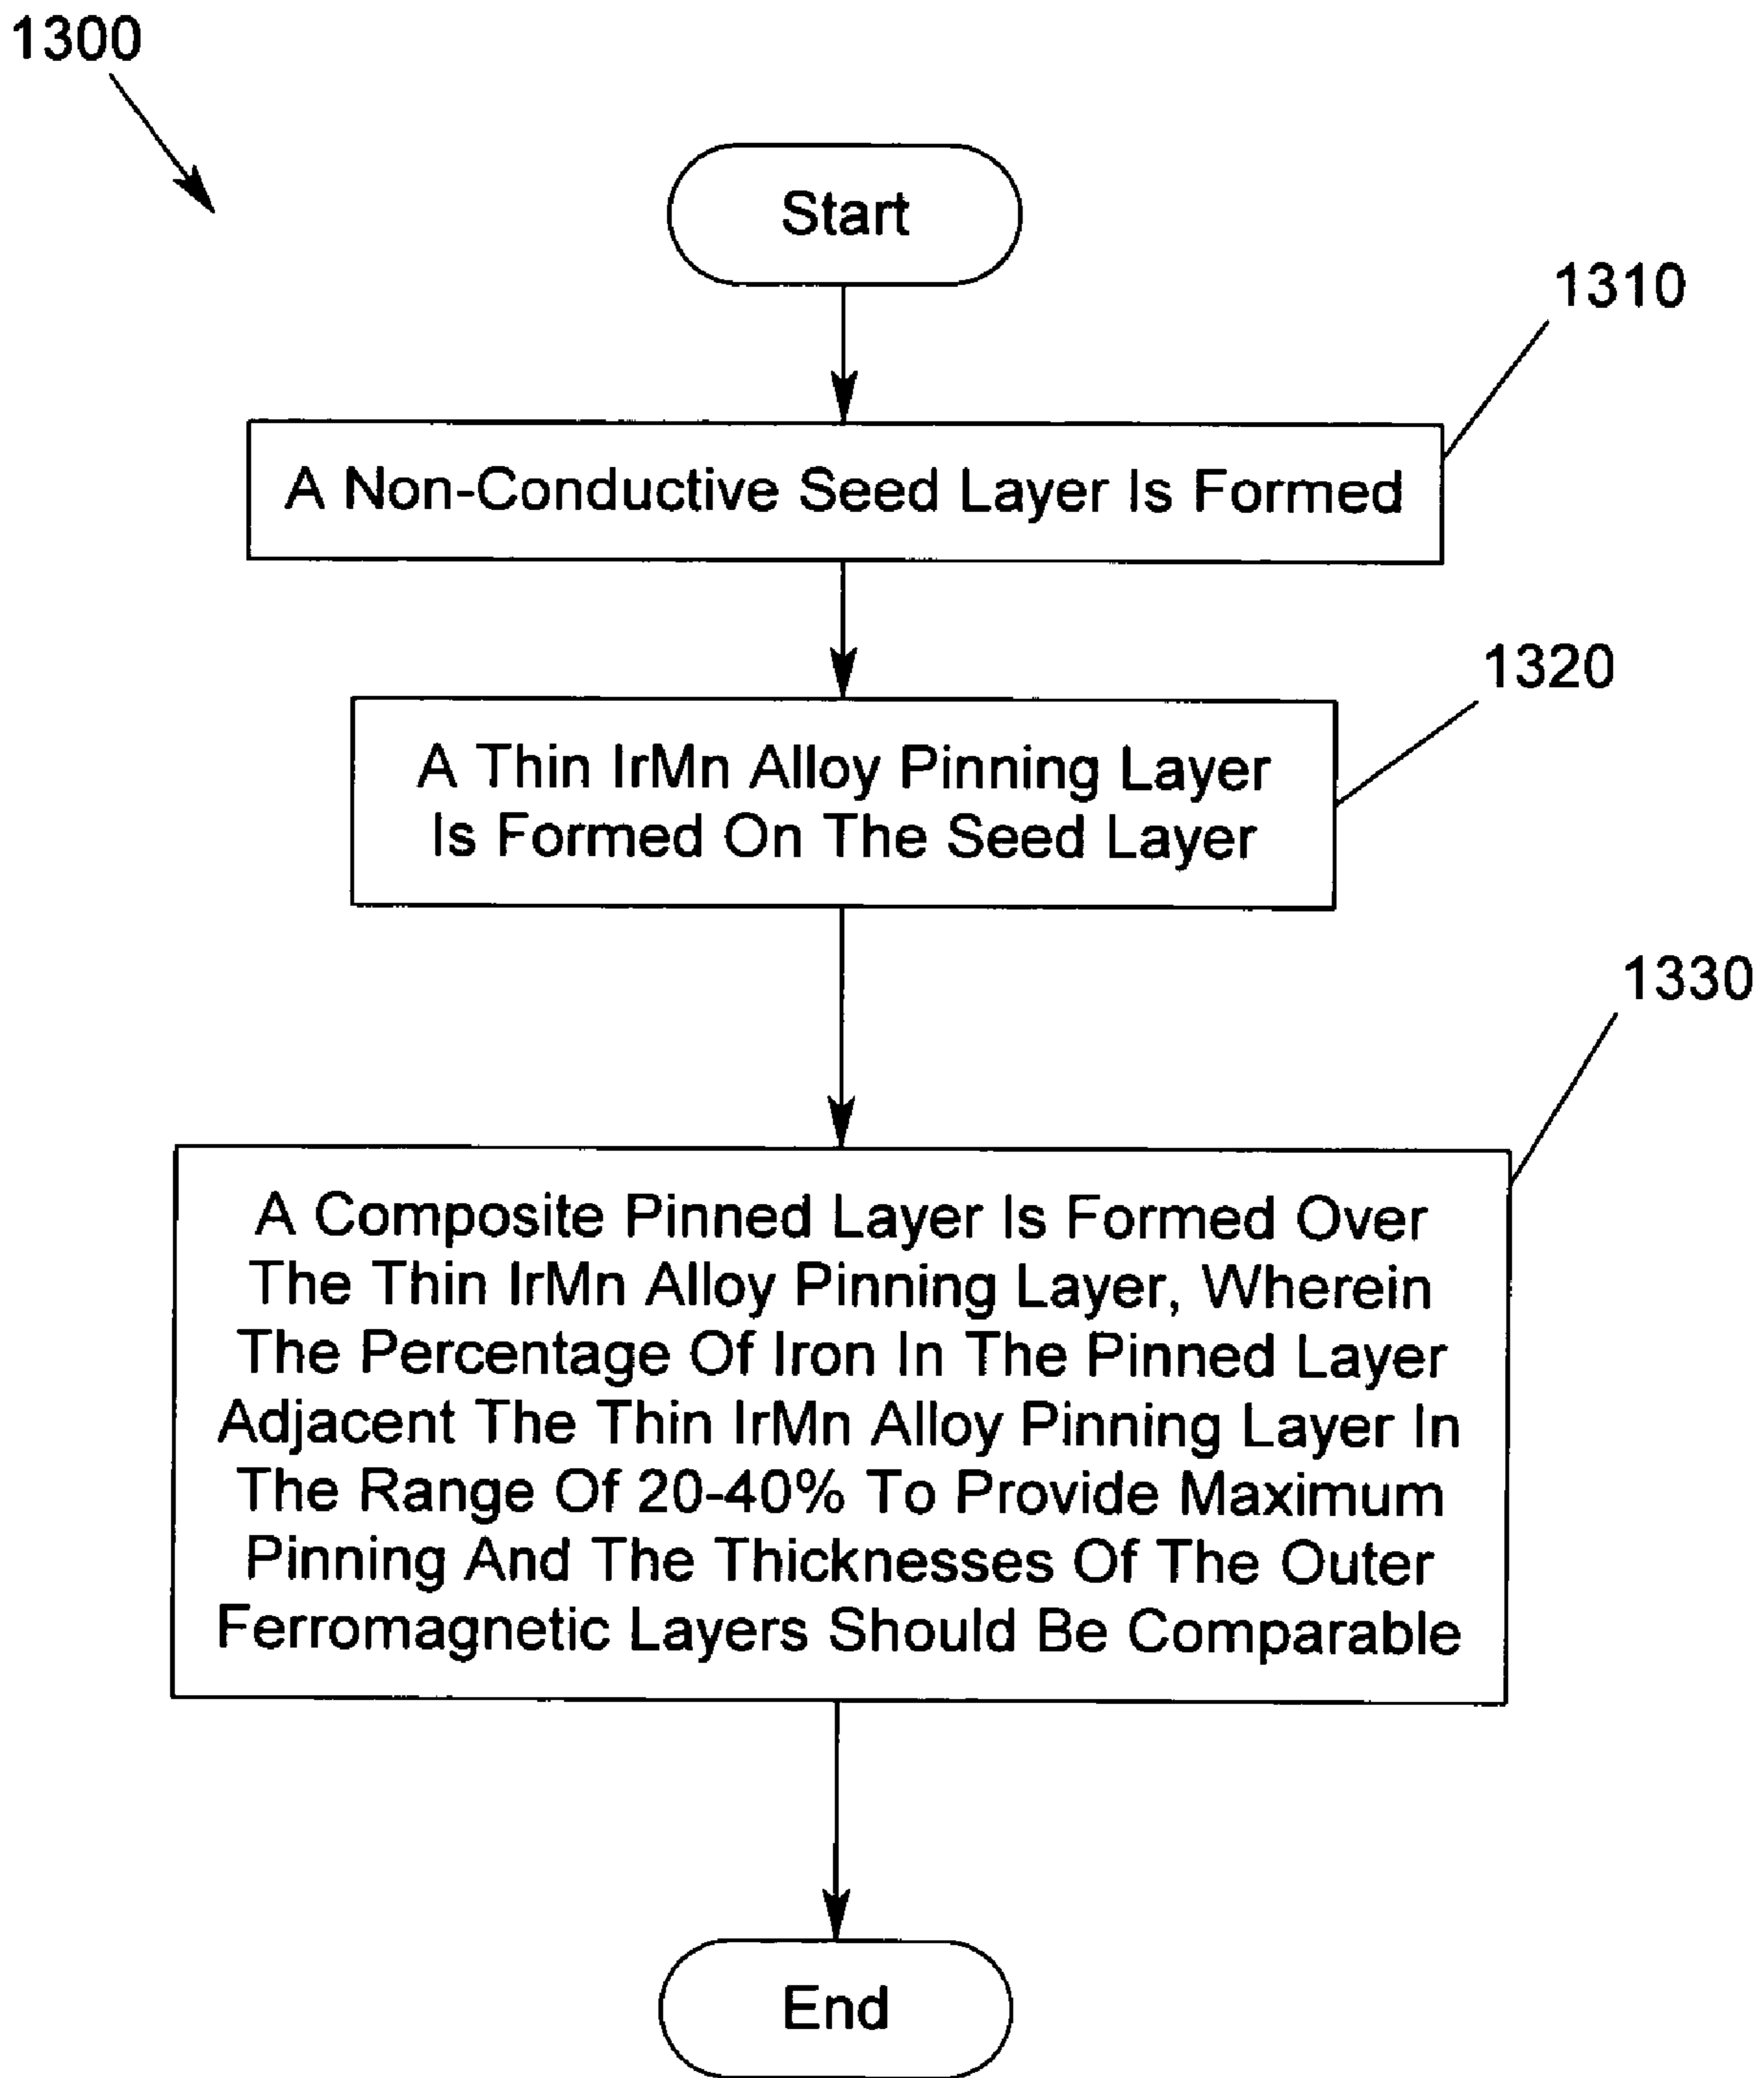 1300
Start
1310
A Non-Conductive Seed Layer Is Formed
1320
A Thin IrMn Alloy Pinning Layer
Is Formed On The Seed Layer
1330
A Composite Pinned Layer Is Formed Over
The Thin IrMn Alloy Pinning Layer, Wherein
The Percentage Of Iron In The Pinned Layer
Adjacent The Thin IrMn Alloy Pinning Layer In
The Range Of 20-40% To Provide Maximum
Pinning And The Thicknesses Of The Outer
Ferromagnetic Layers Should Be Comparable
End